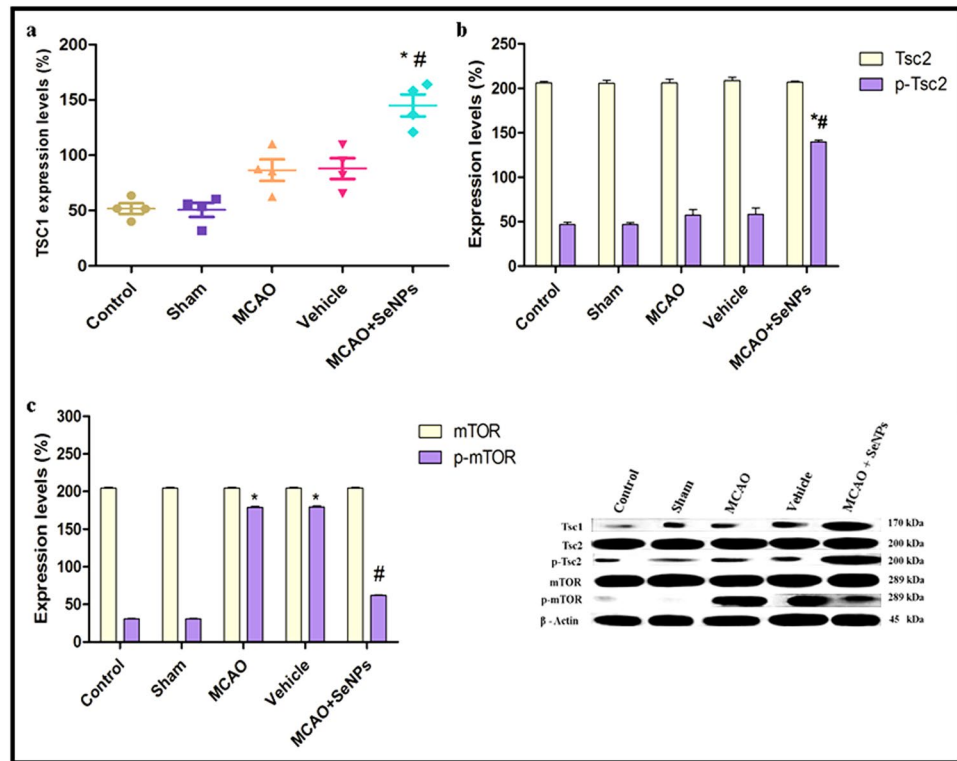 a
TSC1 expression levels (%)
200
150
100
50
0
* #
Control
Sham
MCAO
Vehicle
MCAO+SeNPs
b
Expression levels (%)
250
200
150
100
50
0
*#
Tsc2
p-Tsc2
Control
Sham
MCAO
Vehicle
MCAO+SeNPs
c
Expression levels (%)
300
250
200
150
100
50
0
*
*
#
mTOR
p-mTOR
Control
Sham
MCAO
Vehicle
MCAO+SeNPs
Control
Sham
MCAO
Vehicle
MCAO + SeNPs
Tsc1 170 kDa
Tsc2 200 kDa
p-Tsc2 200 kDa
mTOR 289 kDa
p-mTOR 289 kDa
β - Actin 45 kDa